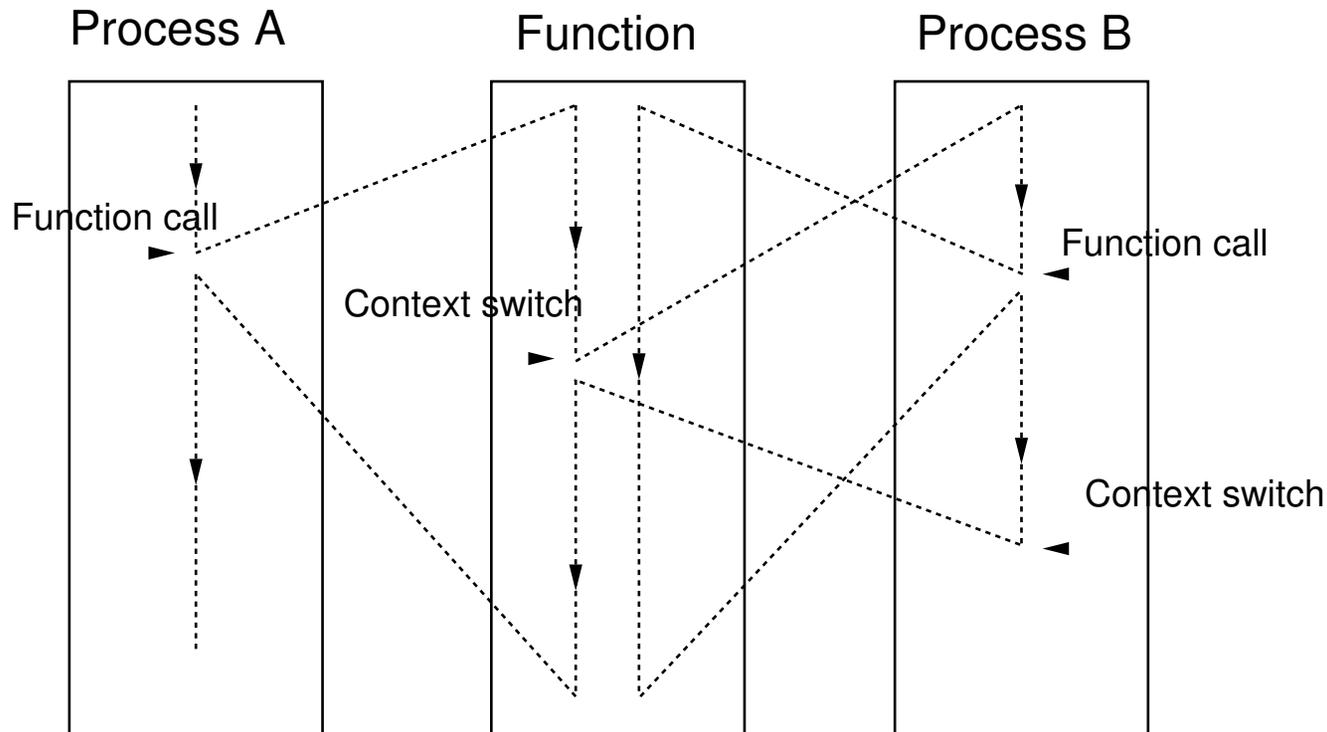 Process A
Function
Process B
Function call
Function call
Context switch
Context switch